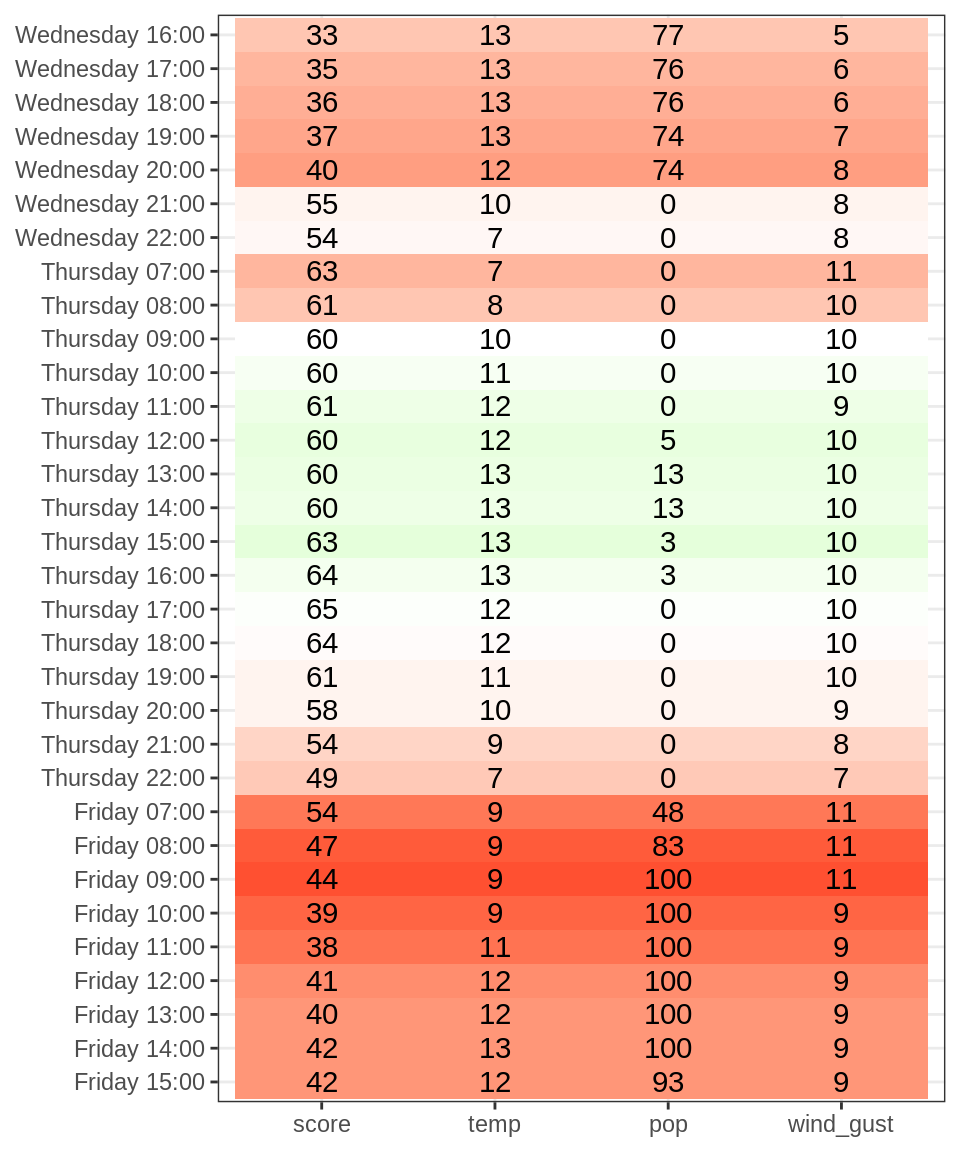 Wednesday 16:00 33 13 77 5
Wednesday 17:00 35 13 76 6
Wednesday 18:00 36 13 76 6
Wednesday 19:00 37 13 74 7
Wednesday 20:00 40 12 74 8
Wednesday 21:00 55 10 0 8
Wednesday 22:00 54 7 0 8
Thursday 07:00 63 7 0 11
Thursday 08:00 61 8 0 10
Thursday 09:00 60 10 0 10
Thursday 10:00 60 11 0 10
Thursday 11:00 61 12 0 9
Thursday 12:00 60 12 5 10
Thursday 13:00 60 13 13 10
Thursday 14:00 60 13 13 10
Thursday 15:00 63 13 3 10
Thursday 16:00 64 13 3 10
Thursday 17:00 65 12 0 10
Thursday 18:00 64 12 0 10
Thursday 19:00 61 11 0 10
Thursday 20:00 58 10 0 9
Thursday 21:00 54 9 0 8
Thursday 22:00 49 7 0 7
Friday 07:00 54 9 48 11
Friday 08:00 47 9 83 11
Friday 09:00 44 9 100 11
Friday 10:00 39 9 100 9
Friday 11:00 38 11 100 9
Friday 12:00 41 12 100 9
Friday 13:00 40 12 100 9
Friday 14:00 42 13 100 9
Friday 15:00 42 12 93 9
score temp pop wind_gust